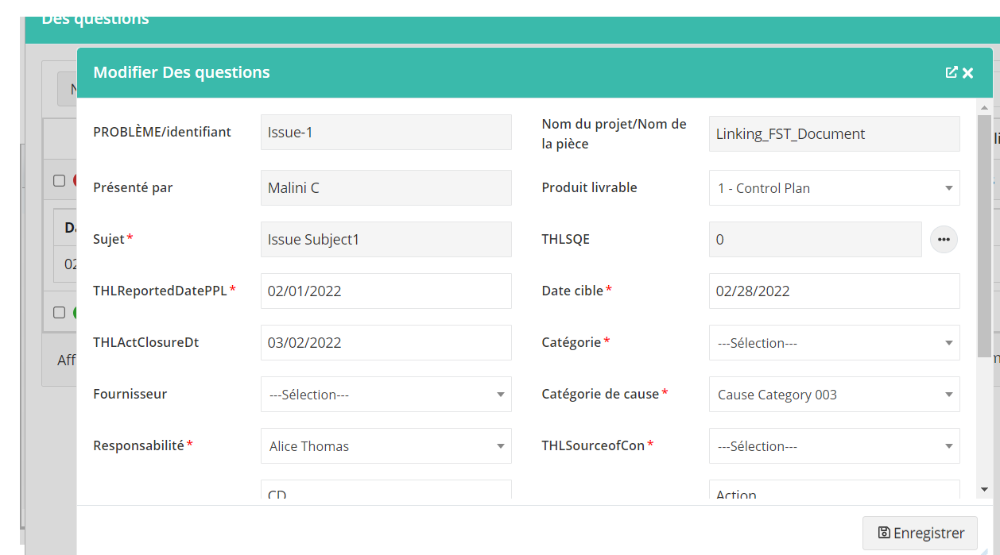 Des questions
Modifier Des questions
PROBLÈME/identifiant
Issue-1
Nom du projet/Nom de
la pièce
Linking_FST_Document
Présenté par
Malini C
Produit livrable
1 - Control Plan
Sujet*
Issue Subject1
THLSQE
0
THLReportedDatePPL*
02/01/2022
Date cible*
02/28/2022
THLActClosureDt
03/02/2022
Catégorie*
---Sélection---
Fournisseur
---Sélection---
Catégorie de cause*
Cause Category 003
Responsabilité*
Alice Thomas
THLSourceofCon*
---Sélection---
CD
Action
Enregistrer